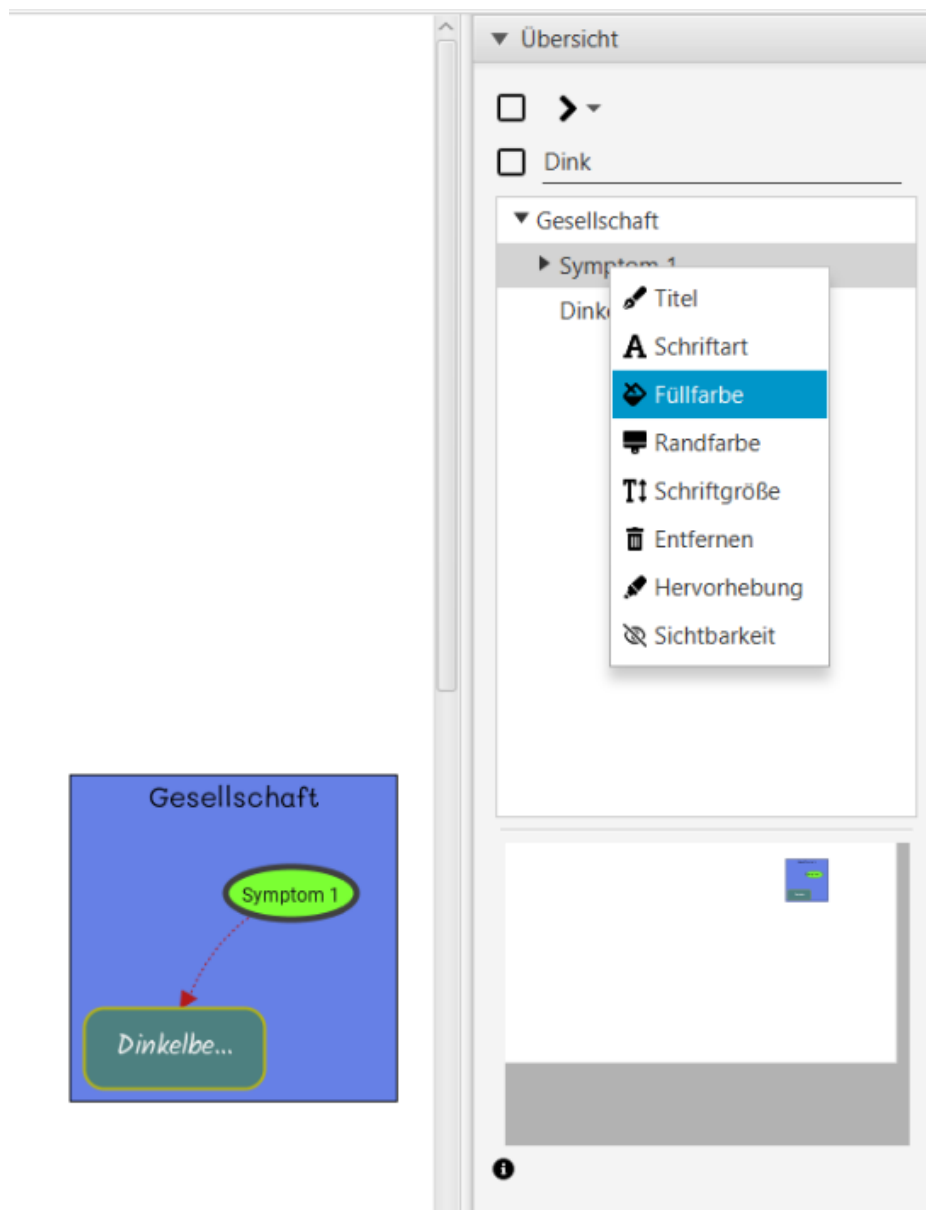 Übersicht
Dink
Gesellschaft
Symptom 1
Titel
Schriftart
Füllfarbe
Randfarbe
Schriftgröße
Entfernen
Hervorhebung
Sichtbarkeit
Gesellschaft
Symptom 1
Dinkelbe...